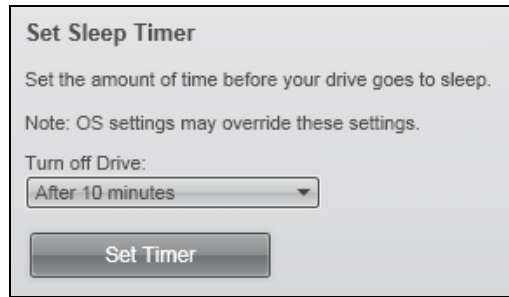 Set Sleep Timer
Set the amount of time before your drive goes to sleep.
Note: OS settings may override these settings.
Turn off Drive:
After 10 minutes
Set Timer